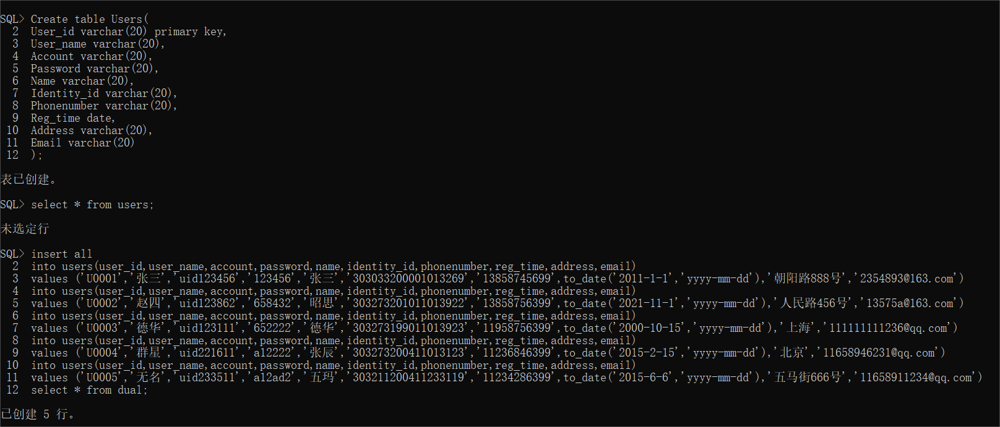 SQL> Create table Users(
2 User_id varchar(20) primary key,
3 User_name varchar(20),
4 Account varchar(20),
5 Password varchar(20),
6 Name varchar(20),
7 Identity_id varchar(20),
8 Phonenumber varchar(20),
9 Reg_time date,
10 Address varchar(20),
11 Email varchar(20)
12 );
表已创建。
SQL> select * from users;
未选定行
SQL> insert all
2 into users(user_id,user_name,account,password,name,identity_id,phonenumber,reg_time,address,email)
3 values ('U0001','张三','uid123456','123456','张三','303033200001013269','13858745699',to_date('2011-1-1','yyyy-mm-dd'),'朝阳路888号','2354893@163.com')
4 into users(user_id,user_name,account,password,name,identity_id,phonenumber,reg_time,address,email)
5 values ('U0002','赵四','uid123862','658432','昭思','303273201011013922','13858756399',to_date('2021-11-1','yyyy-mm-dd'),'人民路456号','13575a@163.com')
6 into users(user_id,user_name,account,password,name,identity_id,phonenumber,reg_time,address,email)
7 values ('U0003','德华','uid123111','652222','德华','303273199011013923','11958756399',to_date('2000-10-15','yyyy-mm-dd'),'上海','111111111236@qq.com')
8 into users(user_id,user_name,account,password,name,identity_id,phonenumber,reg_time,address,email)
9 values ('U0004','群星','uid221611','a12222','张辰','303273200411013123','11236846399',to_date('2015-2-15','yyyy-mm-dd'),'北京','11658946231@qq.com')
10 into users(user_id,user_name,account,password,name,identity_id,phonenumber,reg_time,address,email)
11 values ('U0005','无名','uid233511','a12ad2','五玛','303211200411233119','11234286399',to_date('2015-6-6','yyyy-mm-dd'),'五马街666号','11658911234@qq.com')
12 select * from dual;
已创建 5 行。